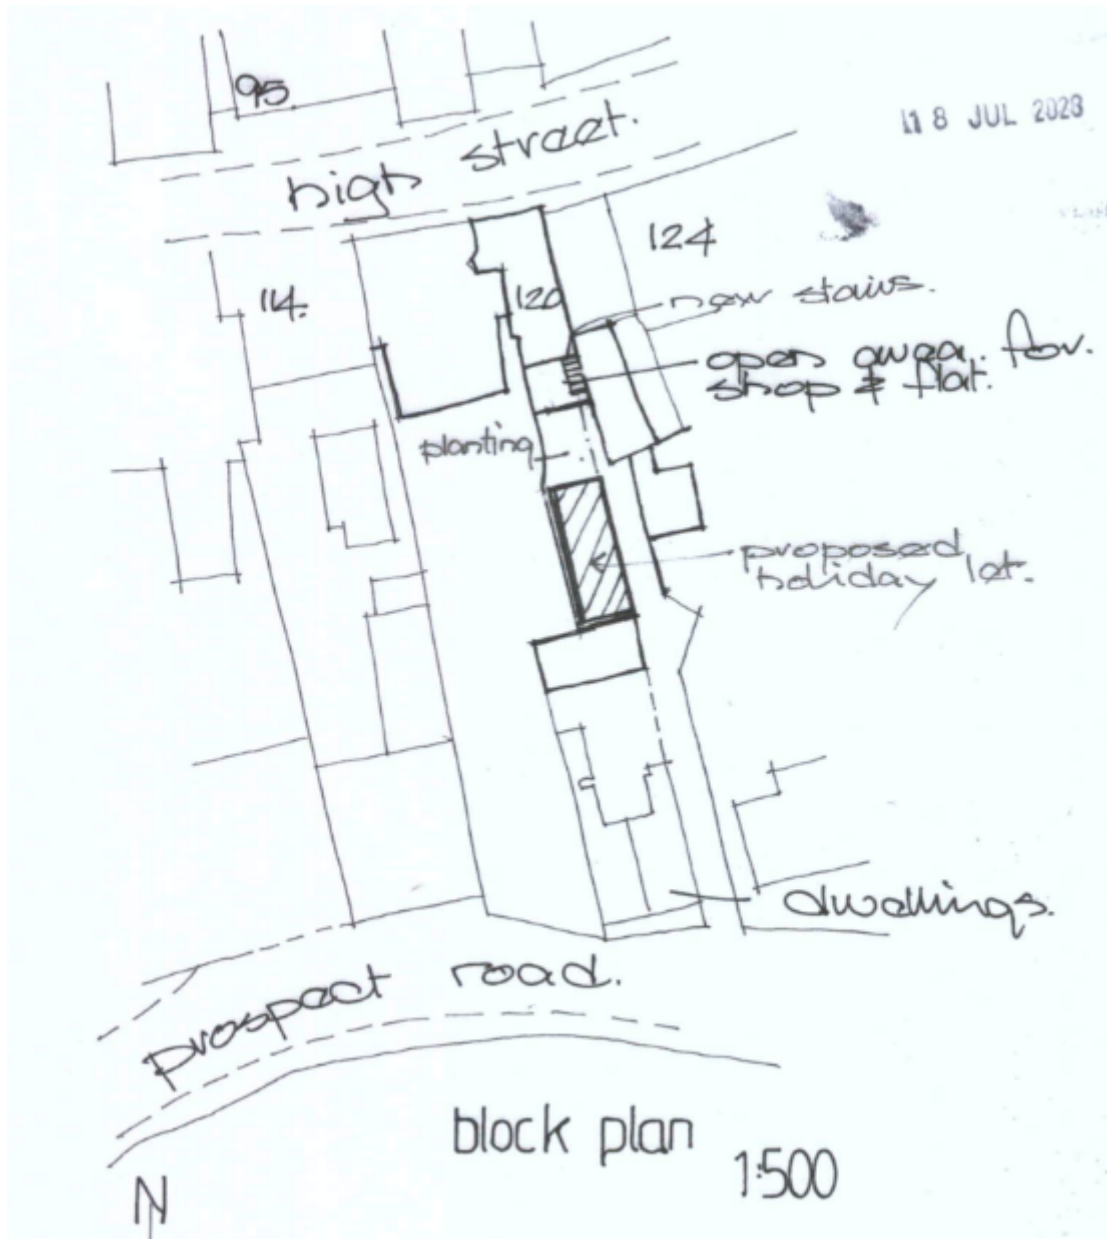 95.
18 JUL 2023
high street.
124
114.
120
new stairs.
open area for.
shop & flat.
planting
proposed
holiday let.
dwellings.
prospect road.
block plan
1:500
N